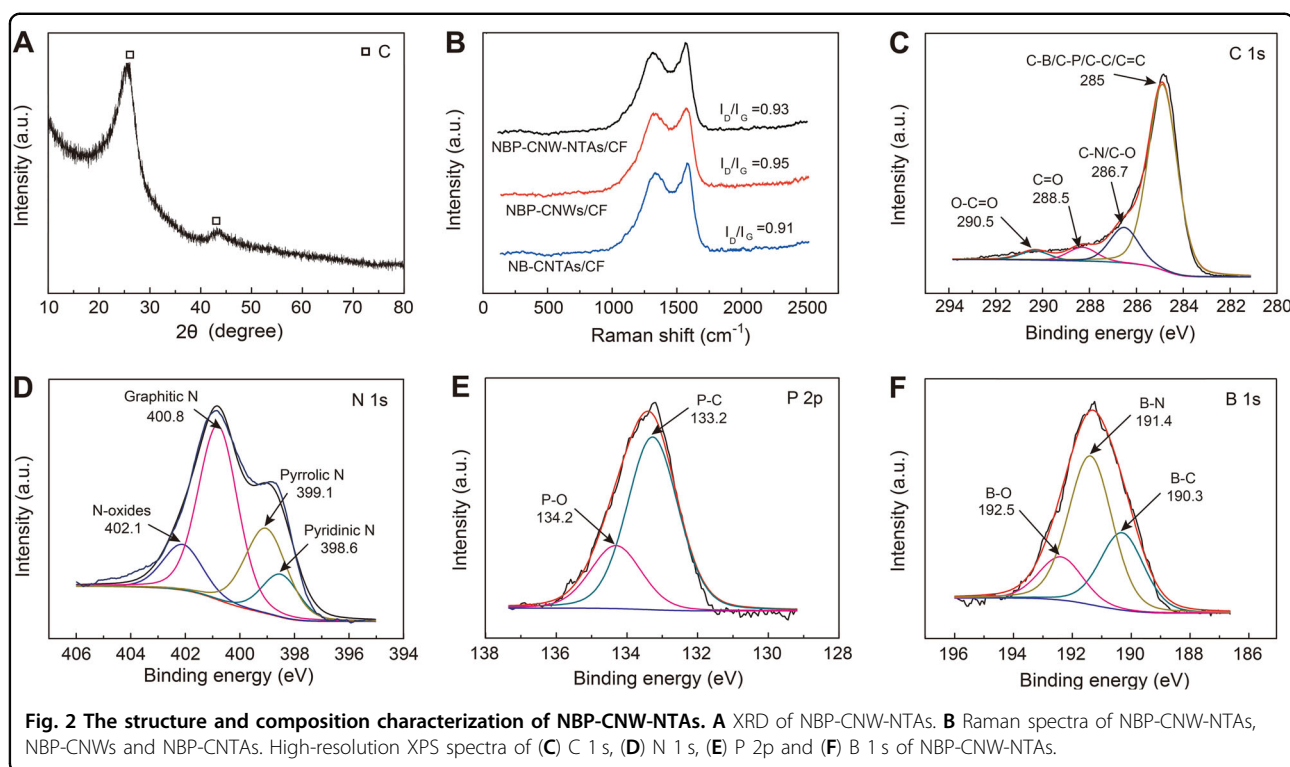 A
□ C
Intensity (a.u.)
10 20 30 40 50 60 70 80
2θ (degree)
B
I_D/I_G =0.93
NBP-CNW-NTAs/CF
I_D/I_G =0.95
NBP-CNWs/CF
I_D/I_G =0.91
NB-CNTAs/CF
Intensity (a.u.)
0 500 1000 1500 2000 2500
Raman shift (cm⁻¹)
C
C 1s
C-B/C-P/C-C/C=C
285
C-N/C-O
286.7
C=O
288.5
O-C=O
290.5
Intensity (a.u.)
294 292 290 288 286 284 282 280
Binding energy (eV)
D
N 1s
Graphitic N
400.8
Pyrrolic N
399.1
N-oxides
402.1
Pyridinic N
398.6
Intensity (a.u.)
406 404 402 400 398 396 394
Binding energy (eV)
E
P 2p
P-C
133.2
P-O
134.2
Intensity (a.u.)
138 136 134 132 130 128
Binding energy (eV)
F
B 1s
B-N
191.4
B-C
190.3
B-O
192.5
Intensity (a.u.)
196 194 192 190 188 186
Binding energy (eV)
Fig. 2 The structure and composition characterization of NBP-CNW-NTAs. A XRD of NBP-CNW-NTAs. B Raman spectra of NBP-CNW-NTAs,
NBP-CNWs and NBP-CNTAs. High-resolution XPS spectra of (C) C 1 s, (D) N 1 s, (E) P 2p and (F) B 1 s of NBP-CNW-NTAs.